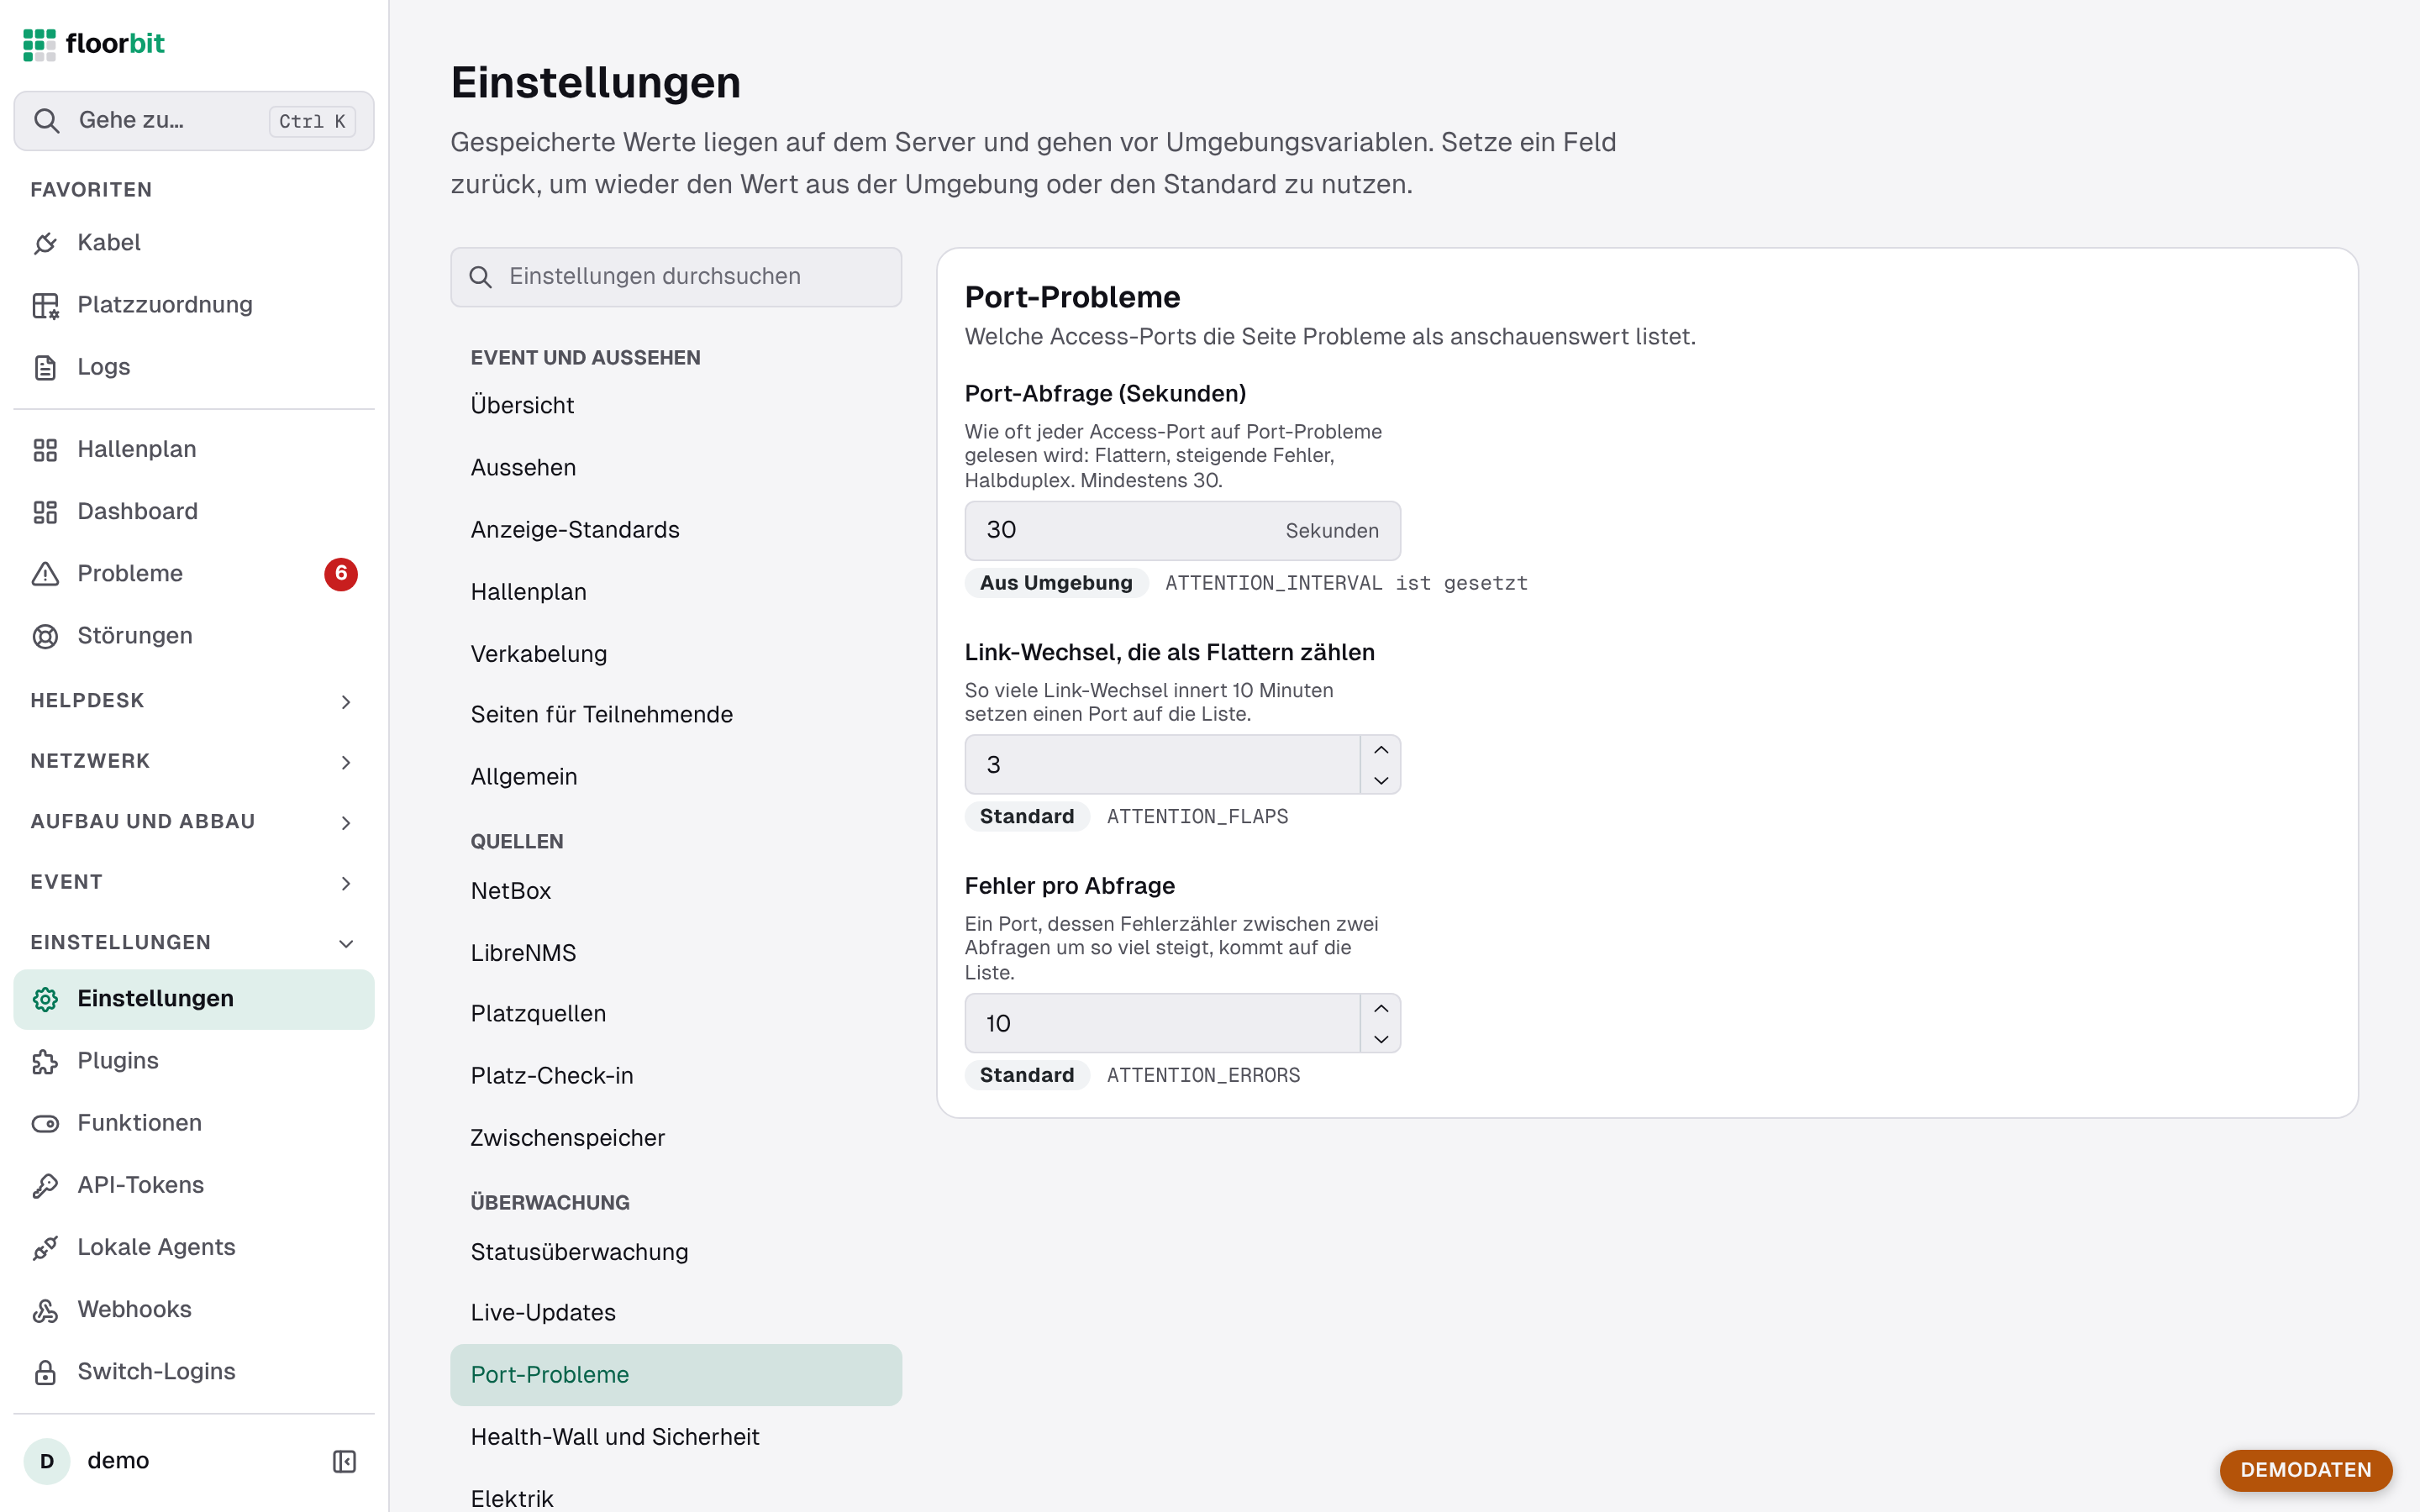 floorbit
Gehe zu...
Ctrl K
FAVORITEN
Kabel
Platzzuordnung
Logs
Hallenplan
Dashboard
Probleme
6
Störungen
HELPDESK
NETZWERK
AUFBAU UND ABBAU
EVENT
EINSTELLUNGEN
Einstellungen
Plugins
Funktionen
API-Tokens
Lokale Agents
Webhooks
Switch-Logins
D
demo
Einstellungen
Gespeicherte Werte liegen auf dem Server und gehen vor Umgebungsvariablen. Setze ein Feld
zurück, um wieder den Wert aus der Umgebung oder den Standard zu nutzen.
Einstellungen durchsuchen
EVENT UND AUSSEHEN
Übersicht
Aussehen
Anzeige-Standards
Hallenplan
Verkabelung
Seiten für Teilnehmende
Allgemein
QUELLEN
NetBox
LibreNMS
Platzquellen
Platz-Check-in
Zwischenspeicher
ÜBERWACHUNG
Statusüberwachung
Live-Updates
Port-Probleme
Health-Wall und Sicherheit
Elektrik
Port-Probleme
Welche Access-Ports die Seite Probleme als anschauenswert listet.
Port-Abfrage (Sekunden)
Wie oft jeder Access-Port auf Port-Probleme
gelesen wird: Flattern, steigende Fehler,
Halbduplex. Mindestens 30.
30
Sekunden
Aus Umgebung
ATTENTION_INTERVAL ist gesetzt
Link-Wechsel, die als Flattern zählen
So viele Link-Wechsel innert 10 Minuten
setzen einen Port auf die Liste.
3
Standard
ATTENTION_FLAPS
Fehler pro Abfrage
Ein Port, dessen Fehlerzähler zwischen zwei
Abfragen um so viel steigt, kommt auf die
Liste.
10
Standard
ATTENTION_ERRORS
DEMODATEN